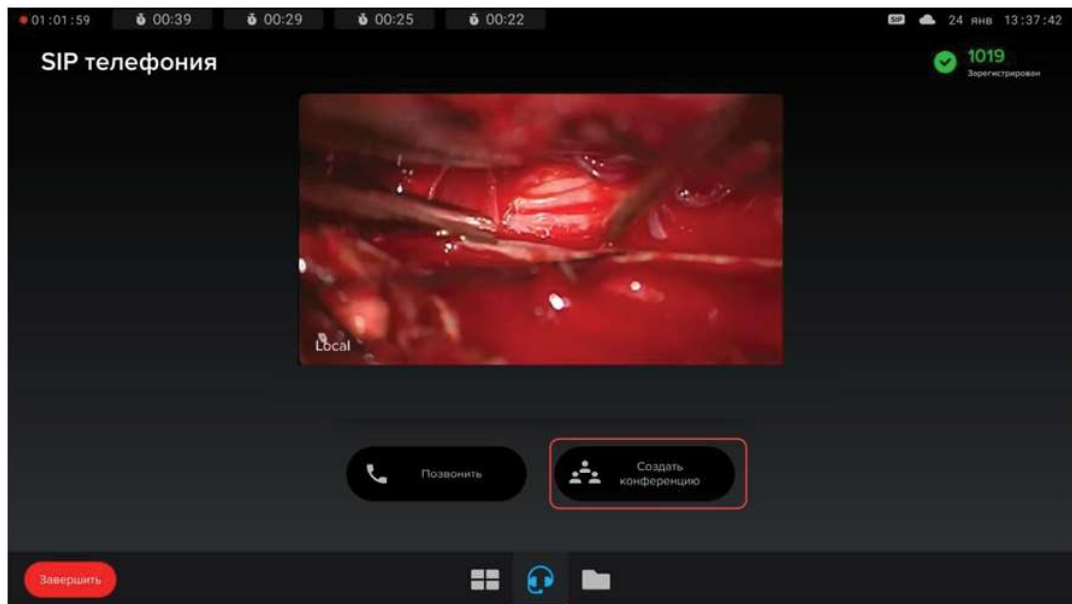 01:01:59 00:39 00:29 00:25 00:22 SIP 24 янв 13:37:42
SIP телефония
1019
Зарегистрирован
Local
Позвонить
Создать
конференцию
Завершить